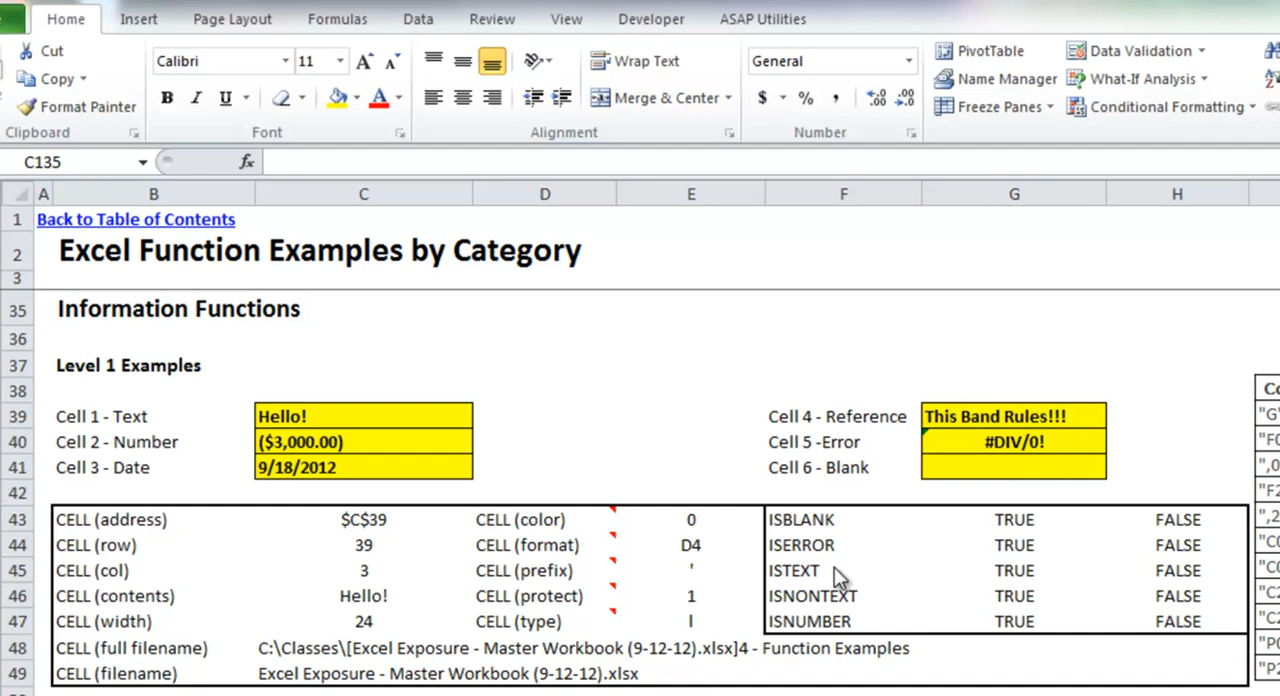 Home Insert Page Layout Formulas Data Review View Developer ASAP Utilities
Cut
Copy
Format Painter
Clipboard
Calibri 11 A A
B I U A
Font
Wrap Text
Merge & Center
Alignment
General
$ % , .00 .00
Number
PivotTable Data Validation
Name Manager What-If Analysis
Freeze Panes Conditional Formatting
C135 fx
A B C D E F G H
1 Back to Table of Contents
2 Excel Function Examples by Category
3
35 Information Functions
36
37 Level 1 Examples
38
39 Cell 1 - Text Hello! Cell 4 - Reference This Band Rules!!! "G"
40 Cell 2 - Number ($3,000.00) Cell 5 -Error #DIV/0!
41 Cell 3 - Date 9/18/2012 Cell 6 - Blank
42
43 CELL (address) $C$39 CELL (color) 0 ISBLANK TRUE FALSE
44 CELL (row) 39 CELL (format) D4 ISERROR TRUE FALSE
45 CELL (col) 3 CELL (prefix) ' ISTEXT TRUE FALSE
46 CELL (contents) Hello! CELL (protect) 1 ISNONTEXT TRUE FALSE
47 CELL (width) 24 CELL (type) l ISNUMBER TRUE FALSE
48 CELL (full filename) C:\Classes\[Excel Exposure - Master Workbook (9-12-12).xlsx]4 - Function Examples
49 CELL (filename) Excel Exposure - Master Workbook (9-12-12).xlsx